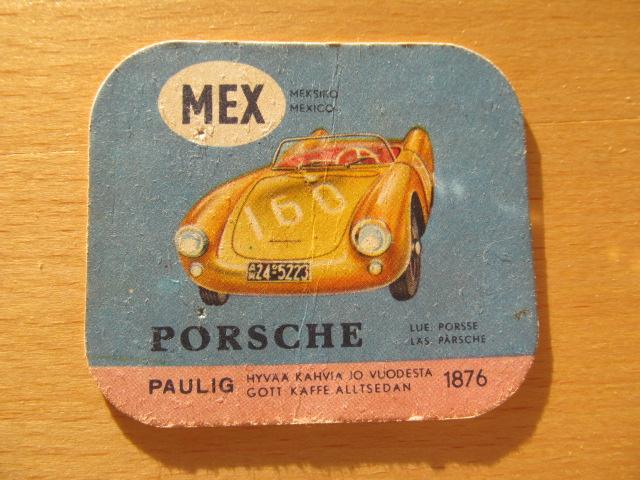 MEX
MEKSIKO
MEXICO
160
AW 24-5223
PORSCHE
LUE: PORSSE
LÄS: PÅRSCHE
PAULIG
HYVÄÄ KAHVIA JO VUODESTA
GOTT KAFFE ALLTSEDAN
1876